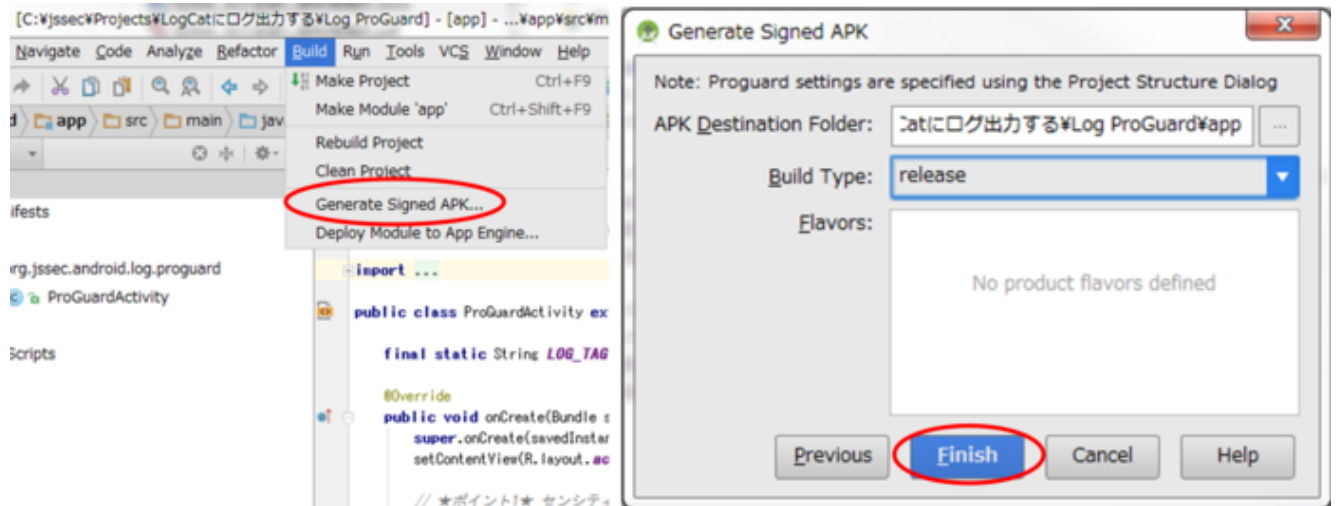 [C:¥jssec¥Projects¥LogCatにログ出力する¥Log ProGuard] - [app] - ...¥app¥src¥m
Navigate Code Analyze Refactor Build Run Tools VCS Window Help
Make Project Ctrl+F9
Make Module 'app' Ctrl+Shift+F9
app src main jav
Rebuild Project
Clean Project
ifests
Generate Signed APK...
Deploy Module to App Engine...
rg.jssec.android.log.proguard
ProGuardActivity
Scripts
import ...
public class ProGuardActivity ex
final static String LOG_TAG
@Override
public void onCreate(Bundle s
super.onCreate(savedInstan
setContentView(R.layout.ac
// ★ポイント1★ センシティ
Generate Signed APK
Note: Proguard settings are specified using the Project Structure Dialog
APK Destination Folder: Catにログ出力する¥Log ProGuard¥app ...
Build Type: release
Flavors:
No product flavors defined
Previous Finish Cancel Help